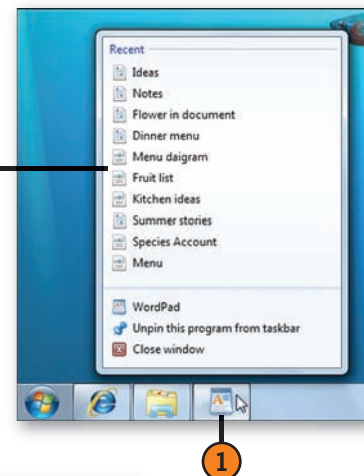 Recent
Ideas
Notes
Flower in document
Dinner menu
Menu daigram
Fruit list
Kitchen ideas
Summer stories
Species Account
Menu
WordPad
Unpin this program from taskbar
Close window
1